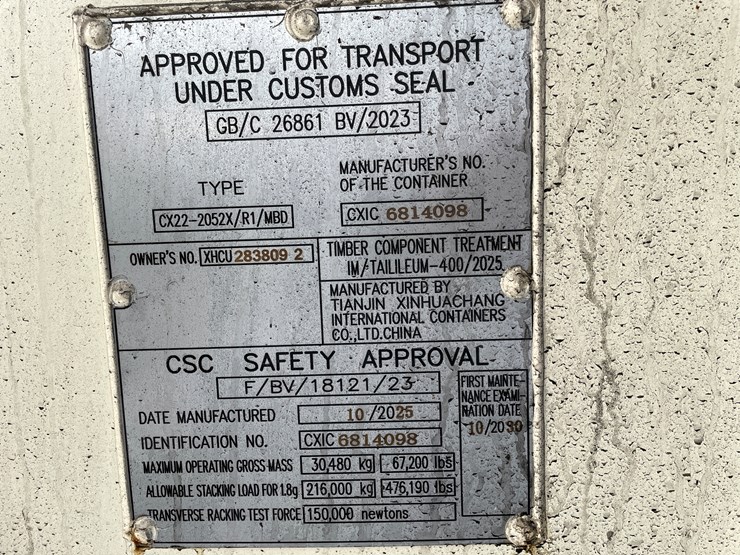 APPROVED FOR TRANSPORT
UNDER CUSTOMS SEAL
GB/C 26861 BV/2023
TYPE
CX22-2052X/R1/MBD
MANUFACTURER'S NO.
OF THE CONTAINER
CXIC 6814098
OWNER'S NO. XHCU 283809 2
TIMBER COMPONENT TREATMENT
IM/TAILILEUM-400/2025
MANUFACTURED BY
TIANJIN XINHUACHANG
INTERNATIONAL CONTAINERS
CO.,LTD.CHINA
CSC SAFETY APPROVAL
F/BV/18121/23
DATE MANUFACTURED 10/2025
IDENTIFICATION NO. CXIC 6814098
MAXIMUM OPERATING GROSS MASS 30,480 kg 67,200 lbs
ALLOWABLE STACKING LOAD FOR 1.8g 216,000 kg 476,190 lbs
TRANSVERSE RACKING TEST FORCE 150,000 newtons
FIRST MAINTE-
NANCE EXAMI-
NATION DATE
10/2030